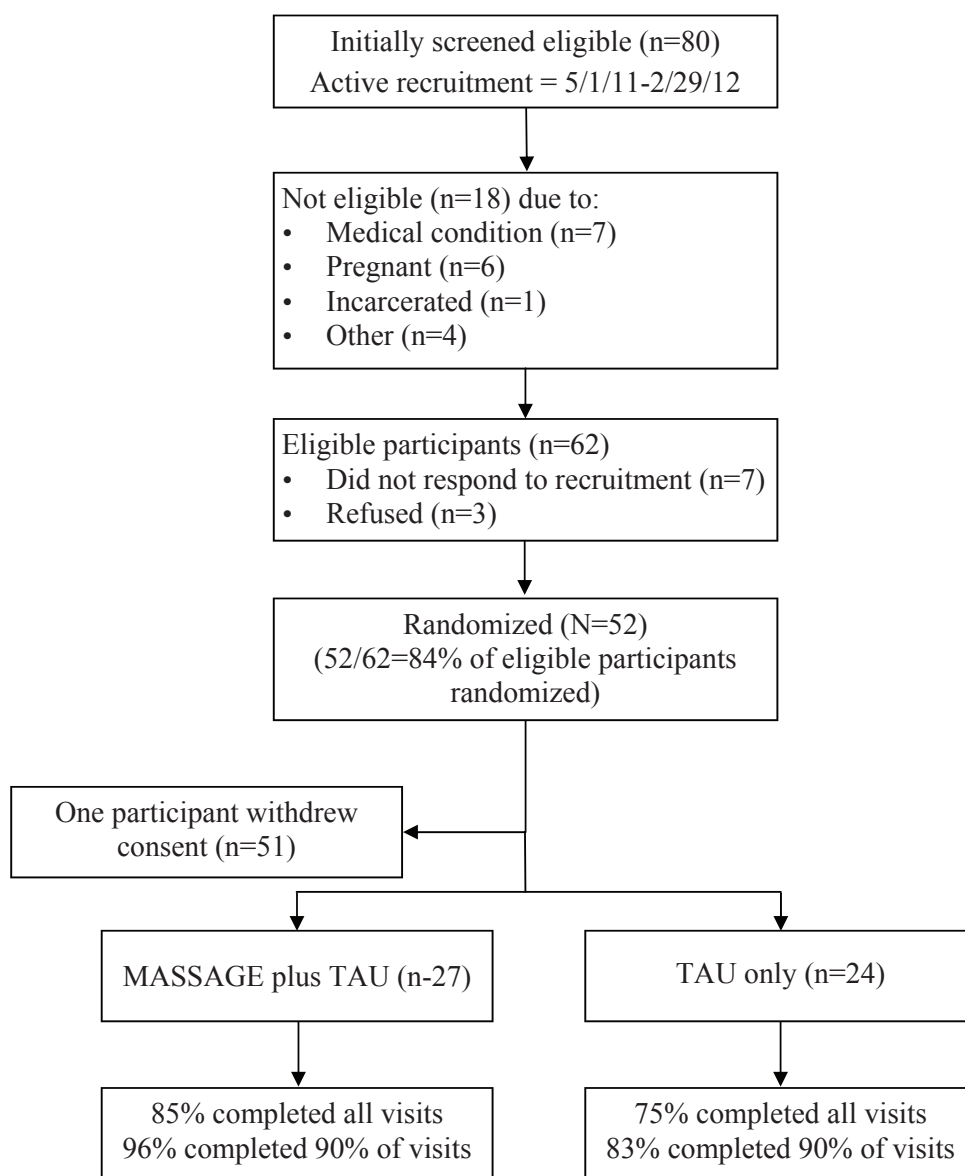 Initially screened eligible (n=80)
Active recruitment = 5/1/11-2/29/12
Not eligible (n=18) due to:
• Medical condition (n=7)
• Pregnant (n=6)
• Incarcerated (n=1)
• Other (n=4)
Eligible participants (n=62)
• Did not respond to recruitment (n=7)
• Refused (n=3)
Randomized (N=52)
(52/62=84% of eligible participants
randomized)
One participant withdrew
consent (n=51)
MASSAGE plus TAU (n-27)
TAU only (n=24)
85% completed all visits
96% completed 90% of visits
75% completed all visits
83% completed 90% of visits